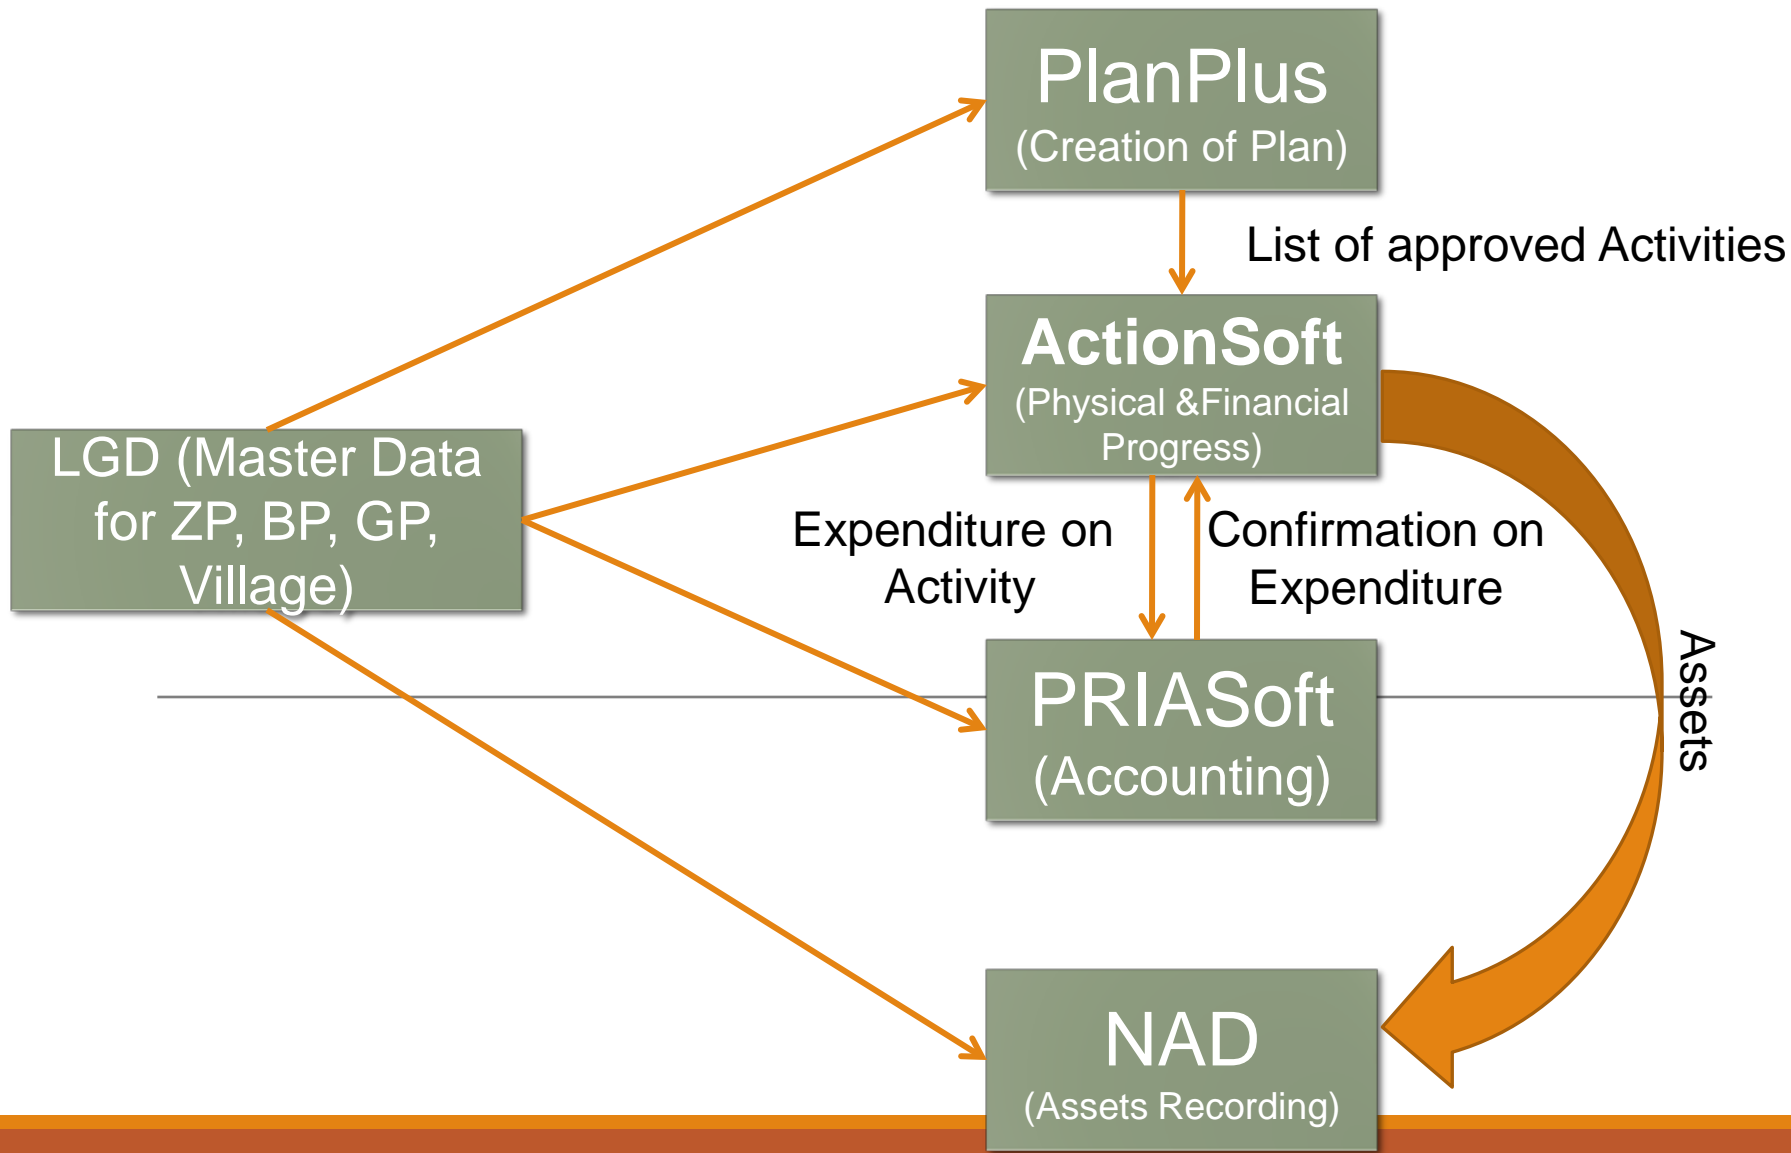 PlanPlus
(Creation of Plan)
List of approved Activities
ActionSoft
(Physical &Financial
Progress)
LGD (Master Data
for ZP, BP, GP,
Village)
Expenditure on
Activity
Confirmation on
Expenditure
Assets
PRIASoft
(Accounting)
NAD
(Assets Recording)